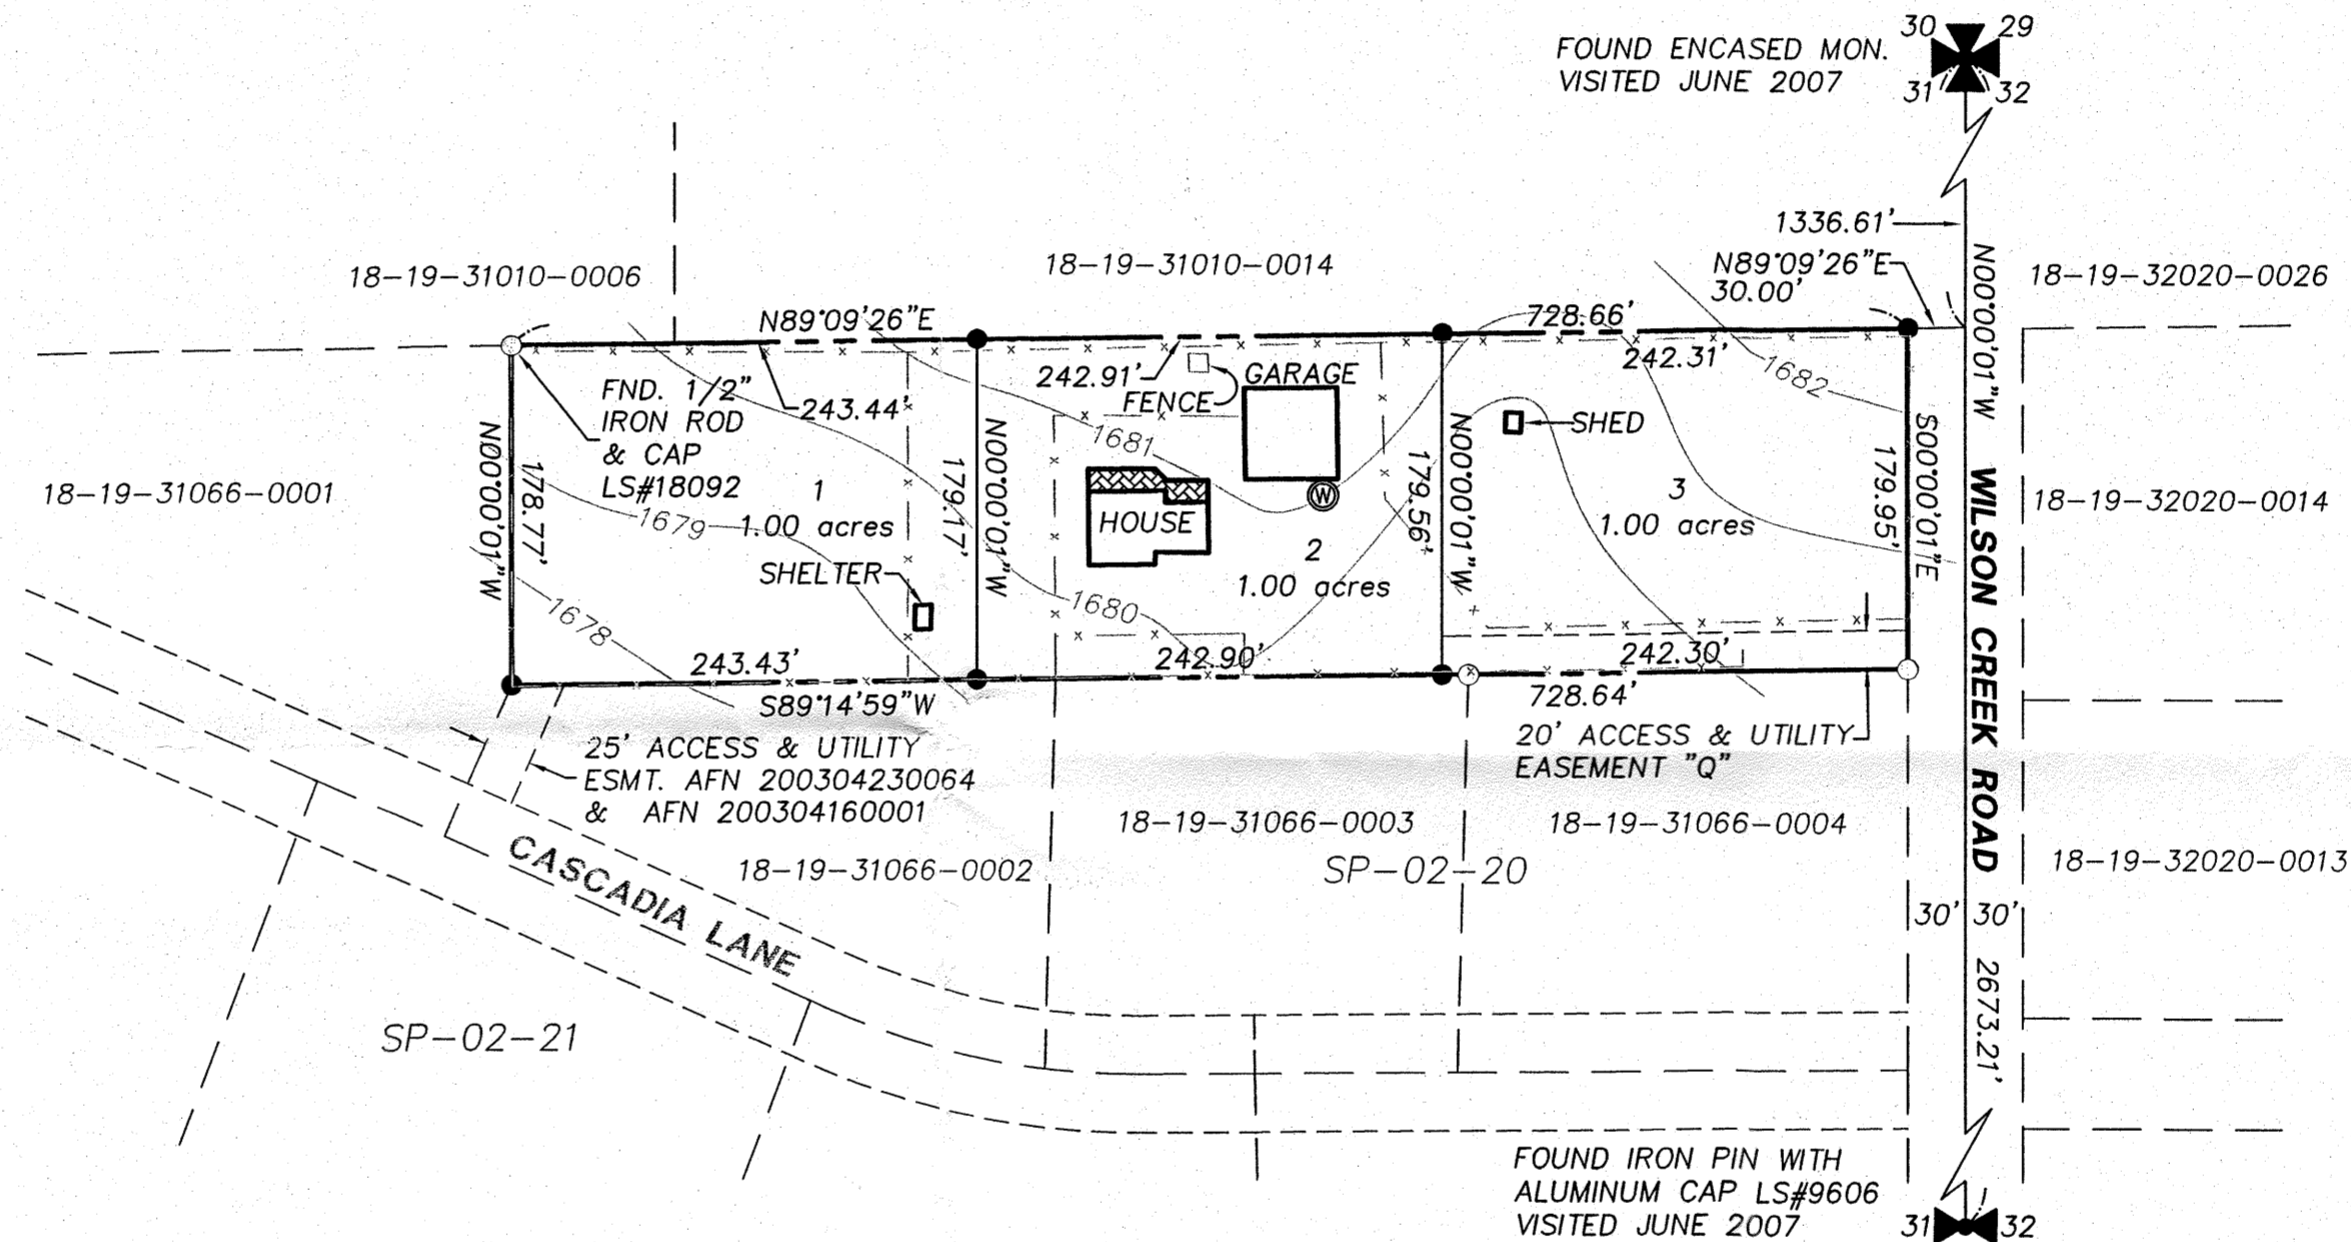 30 29
FOUND ENCASED MON.
VISITED JUNE 2007
31 32
1336.61'
N89°09'26"E
30.00'
N00°00'01"W
18-19-31010-0006
18-19-31010-0014
18-19-32020-0026
N89°09'26"E
728.66'
242.91'
242.31'
GARAGE
FENCE
1682
FND. 1/2"
IRON ROD
& CAP
LS#18092
243.44'
1681
SHED
N00°00'01"W
178.77'
179.17'
N00°00'01"W
179.56'
N00°00'01"W
179.95'
S00°00'01"E
WILSON CREEK ROAD
18-19-31066-0001
1
1.00 acres
1679
W
HOUSE
2
1.00 acres
3
1.00 acres
18-19-32020-0014
SHELTER
1678
1680
243.43'
242.90'
242.30'
S89°14'59"W
728.64'
25' ACCESS & UTILITY
ESMT. AFN 200304230064
& AFN 200304160001
20' ACCESS & UTILITY
EASEMENT "Q"
18-19-31066-0003
18-19-31066-0004
18-19-31066-0002
SP-02-20
18-19-32020-0013
CASCADIA LANE
30' 30'
2673.21'
SP-02-21
FOUND IRON PIN WITH
ALUMINUM CAP LS#9606
VISITED JUNE 2007
31 32